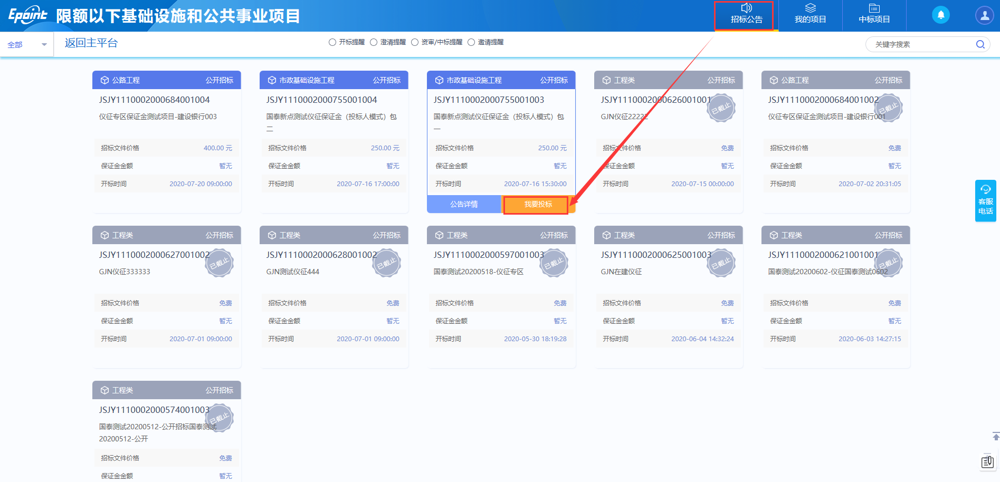 Epoint 限额以下基础设施和公共事业项目
招标公告
我的项目
中标项目
全部
返回主平台
开标提醒
澄清提醒
资审/中标提醒
邀请提醒
关键字搜索
公路工程 公开招标
JSJY1110002000684001004
仪征专区保证金测试项目-建设银行003
招标文件价格 400.00 元
保证金金额 暂无
开标时间 2020-07-20 09:00:00
市政基础设施工程 公开招标
JSJY1110002000755001004
国泰新点测试仪征保证金（投标人模式）包
二
招标文件价格 250.00 元
保证金金额 暂无
开标时间 2020-07-16 17:00:00
市政基础设施工程 公开招标
JSJY1110002000755001003
国泰新点测试仪征保证金（投标人模式）包
一
招标文件价格 250.00 元
保证金金额 暂无
开标时间 2020-07-16 15:30:00
公告详情 我要投标
工程类 公开招标
JSJY1110002000626001001
已截止
GJN仪征22222
招标文件价格 免费
保证金金额 暂无
开标时间 2020-07-15 00:00:00
公路工程 公开招标
JSJY1110002000684001002
已截止
仪征专区保证金测试项目-建设银行001
招标文件价格 免费
保证金金额 暂无
开标时间 2020-07-02 20:31:05
客服
电话
工程类 公开招标
JSJY1110002000627001002
已截止
GJN仪征333333
招标文件价格 免费
保证金金额 暂无
开标时间 2020-07-01 09:00:00
工程类 公开招标
JSJY1110002000628001002
已截止
GJN测试仪征444
招标文件价格 免费
保证金金额 暂无
开标时间 2020-07-01 09:00:00
工程类 公开招标
JSJY1110002000597001003
已截止
国泰测试20200518-仪征专区
招标文件价格 免费
保证金金额 暂无
开标时间 2020-05-30 18:19:28
工程类 公开招标
JSJY1110002000625001003
已截止
GJN在建仪征
招标文件价格 免费
保证金金额 暂无
开标时间 2020-06-04 14:32:24
工程类 公开招标
JSJY1110002000621001001
已截止
国泰测试20200602-仪征国泰测试0602
招标文件价格 免费
保证金金额 暂无
开标时间 2020-06-03 14:27:15
工程类 公开招标
JSJY1110002000574001003
已截止
国泰测试20200512-公开招标国泰测试
20200512-公开
招标文件价格 免费
保证金金额 暂无